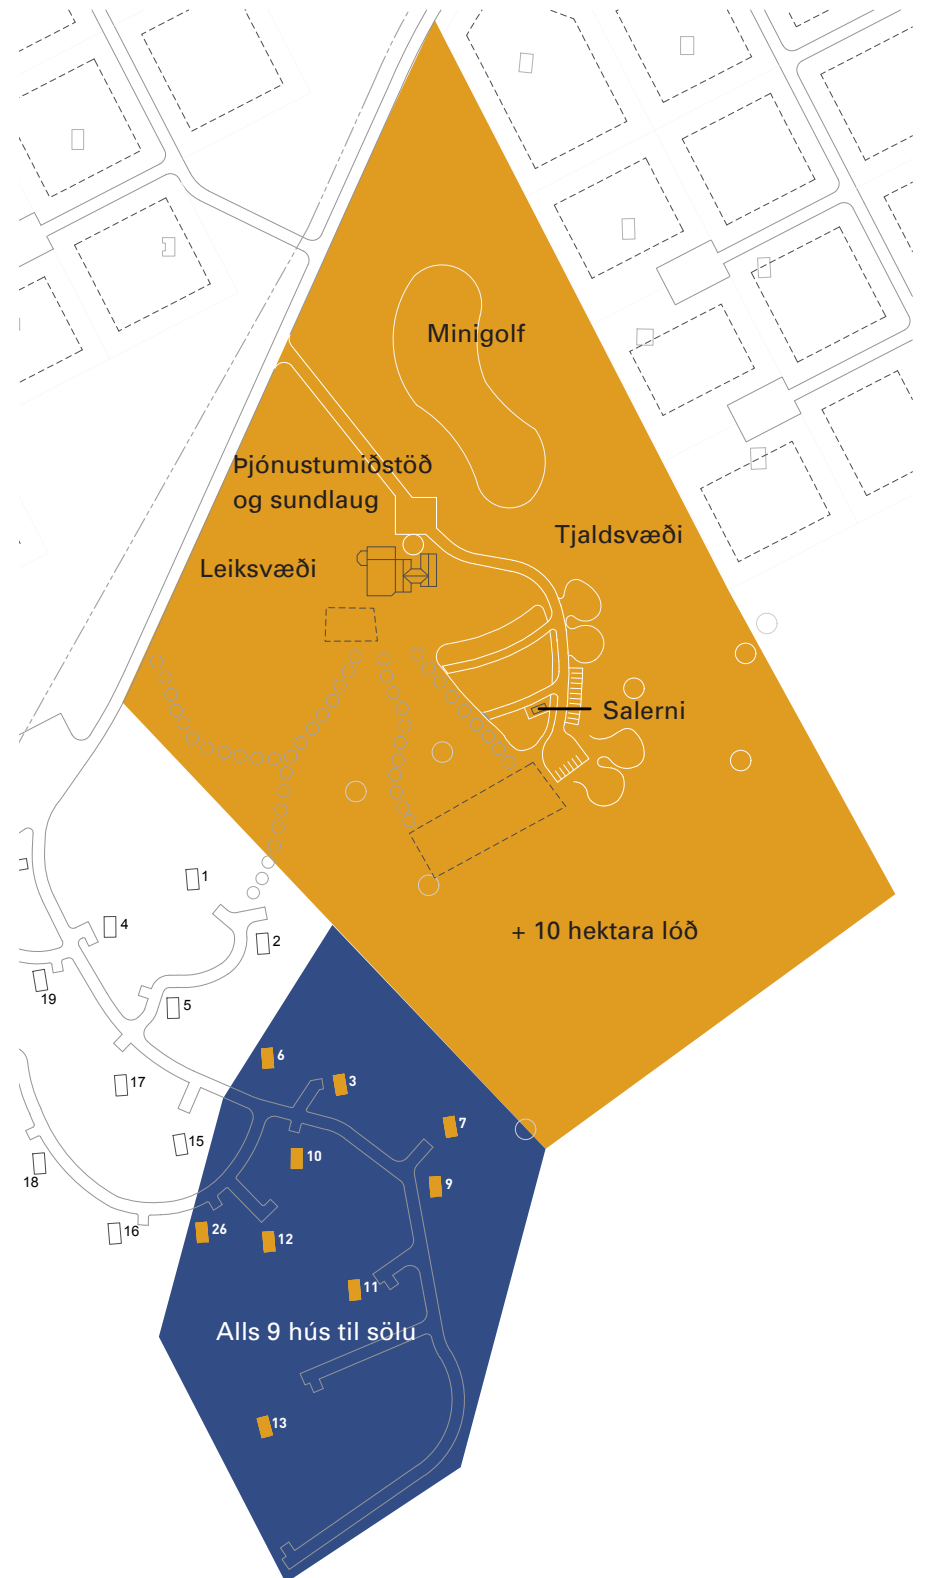 Minigolf
Þjónustumiðstöð
og sundlaug
Tjaldsvæði
Leiksvæði
Salerni
1
4
2
+ 10 hektara lóð
19
5
6
3
17
7
15
10
18
9
16
26
12
11
Alls 9 hús til sölu
13